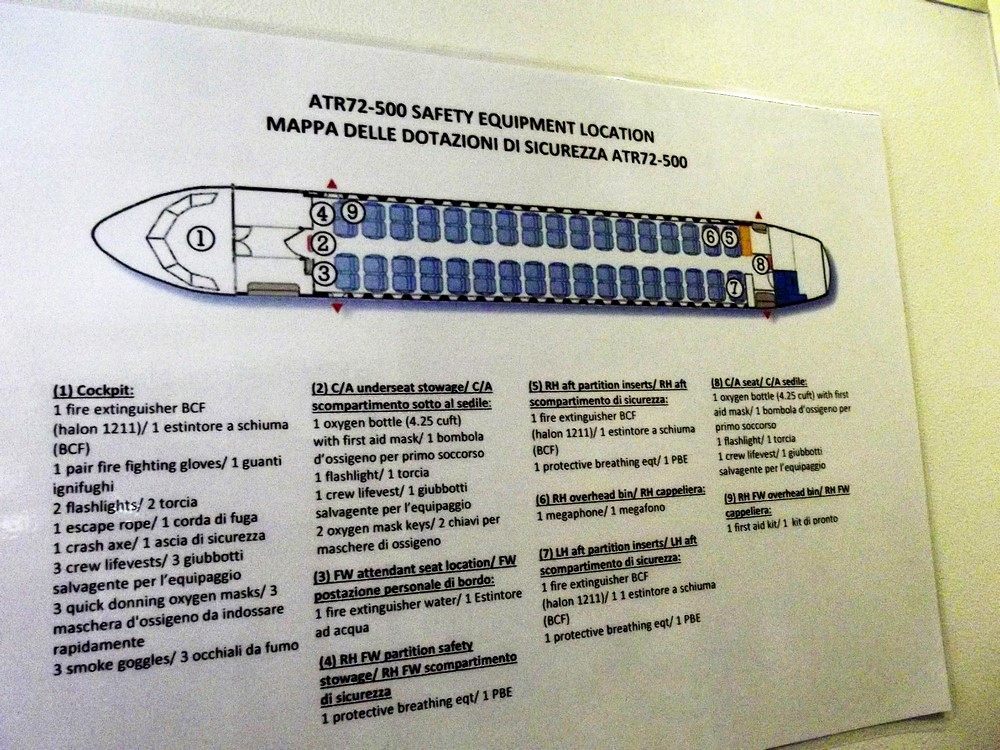 ATR72-500 SAFETY EQUIPMENT LOCATION
MAPPA DELLE DOTAZIONI DI SICUREZZA ATR72-500
1
4
9
2
3
6
5
8
7
(1) Cockpit:
1 fire extinguisher BCF
(halon 1211)/ 1 estintore a schiuma
(BCF)
1 pair fire fighting gloves/ 1 guanti
ignifughi
2 flashlights/ 2 torcia
1 escape rope/ 1 corda di fuga
1 crash axe/ 1 ascia di sicurezza
3 crew lifevests/ 3 giubbotti
salvagente per l'equipaggio
3 quick donning oxygen masks/ 3
maschera d'ossigeno da indossare
rapidamente
3 smoke goggles/ 3 occhiali da fumo
(2) C/A underseat stowage/ C/A
scompartimento sotto al sedile:
1 oxygen bottle (4.25 cuft)
with first aid mask/ 1 bombola
d'ossigeno per primo soccorso
1 flashlight/ 1 torcia
1 crew lifevest/ 1 giubbotti
salvagente per l'equipaggio
2 oxygen mask keys/ 2 chiavi per
maschere di ossigeno
(3) FW attendant seat location/ FW
postazione personale di bordo:
1 fire extinguisher water/ 1 Estintore
ad acqua
(4) RH FW partition safety
stowage/ RH FW scompartimento
di sicurezza
1 protective breathing eqt/ 1 PBE
(5) RH aft partition inserts/ RH aft
scompartimento di sicurezza:
1 fire extinguisher BCF
(halon 1211)/ 1 estintore a schiuma
(BCF)
1 protective breathing eqt/ 1 PBE
(6) RH overhead bin/ RH cappeliera:
1 megaphone/ 1 megafono
(7) LH aft partition inserts/ LH aft
scompartimento di sicurezza:
1 fire extinguisher BCF
(halon 1211)/ 1 1 estintore a schiuma
(BCF)
1 protective breathing eqt/ 1 PBE
(8) C/A seat/ C/A sedile:
1 oxygen bottle (4.25 cuft) with first
aid mask/ 1 bombola d'ossigeno per
primo soccorso
1 flashlight/ 1 torcia
1 crew lifevest/ 1 giubbotti
salvagente per l'equipaggio
(9) RH FW overhead bin/ RH FW
cappeliera:
1 first aid kit/ 1 kit di pronto